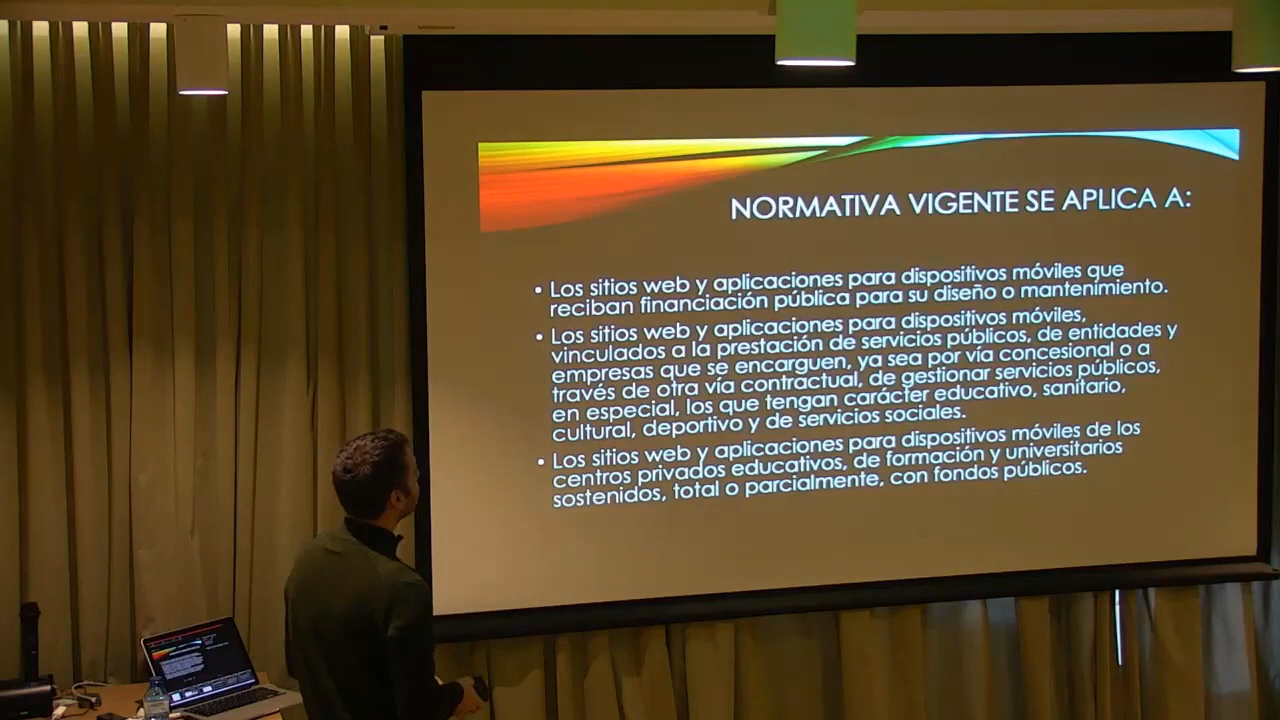 NORMATIVA VIGENTE SE APLICA A:
• Los sitios web y aplicaciones para dispositivos móviles que
reciban financiación pública para su diseño o mantenimiento.
• Los sitios web y aplicaciones para dispositivos móviles,
vinculados a la prestación de servicios públicos, de entidades y
empresas que se encarguen, ya sea por vía concesional o a
través de otra vía contractual, de gestionar servicios públicos,
en especial, los que tengan carácter educativo, sanitario,
cultural, deportivo y de servicios sociales.
• Los sitios web y aplicaciones para dispositivos móviles de los
centros privados educativos, de formación y universitarios
sostenidos, total o parcialmente, con fondos públicos.